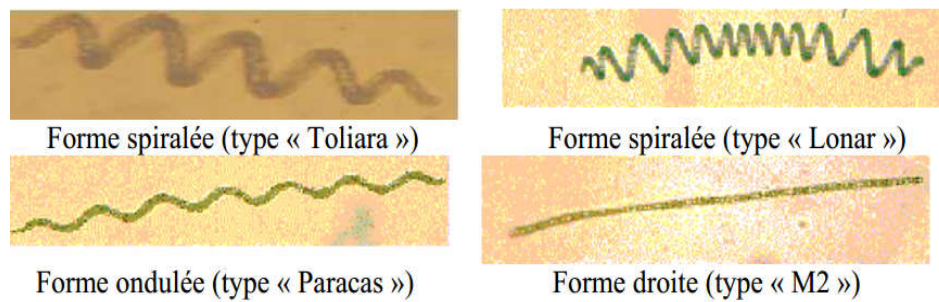 Forme spiralée (type « Toliara »)
Forme spiralée (type « Lonar »)
Forme ondulée (type « Paracas »)
Forme droite (type « M2 »)